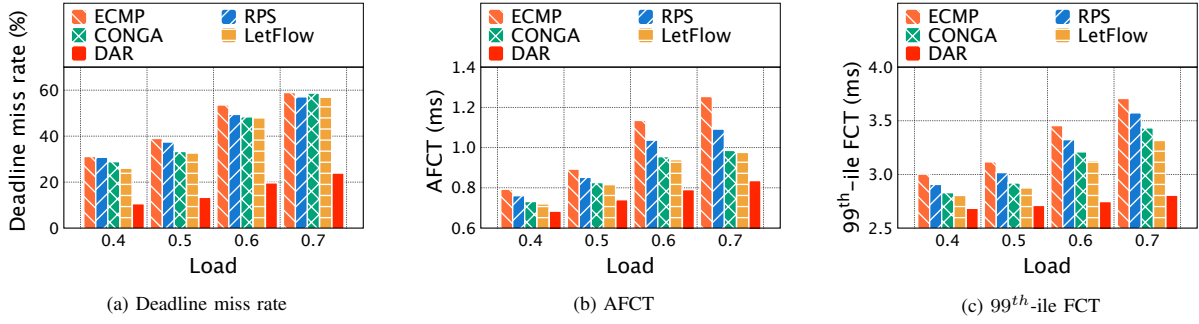 ECMP RPS
CONGA LetFlow
DAR
Deadline miss rate (%)
60
40
20
0
0.4 0.5 0.6 0.7
Load
(a) Deadline miss rate
ECMP RPS
CONGA LetFlow
DAR
AFCT (ms)
1.4
1.2
1.0
0.8
0.6
0.4 0.5 0.6 0.7
Load
(b) AFCT
ECMP RPS
CONGA LetFlow
DAR
99th-ile FCT (ms)
4.0
3.5
3.0
2.5
0.4 0.5 0.6 0.7
Load
(c) 99th-ile FCT